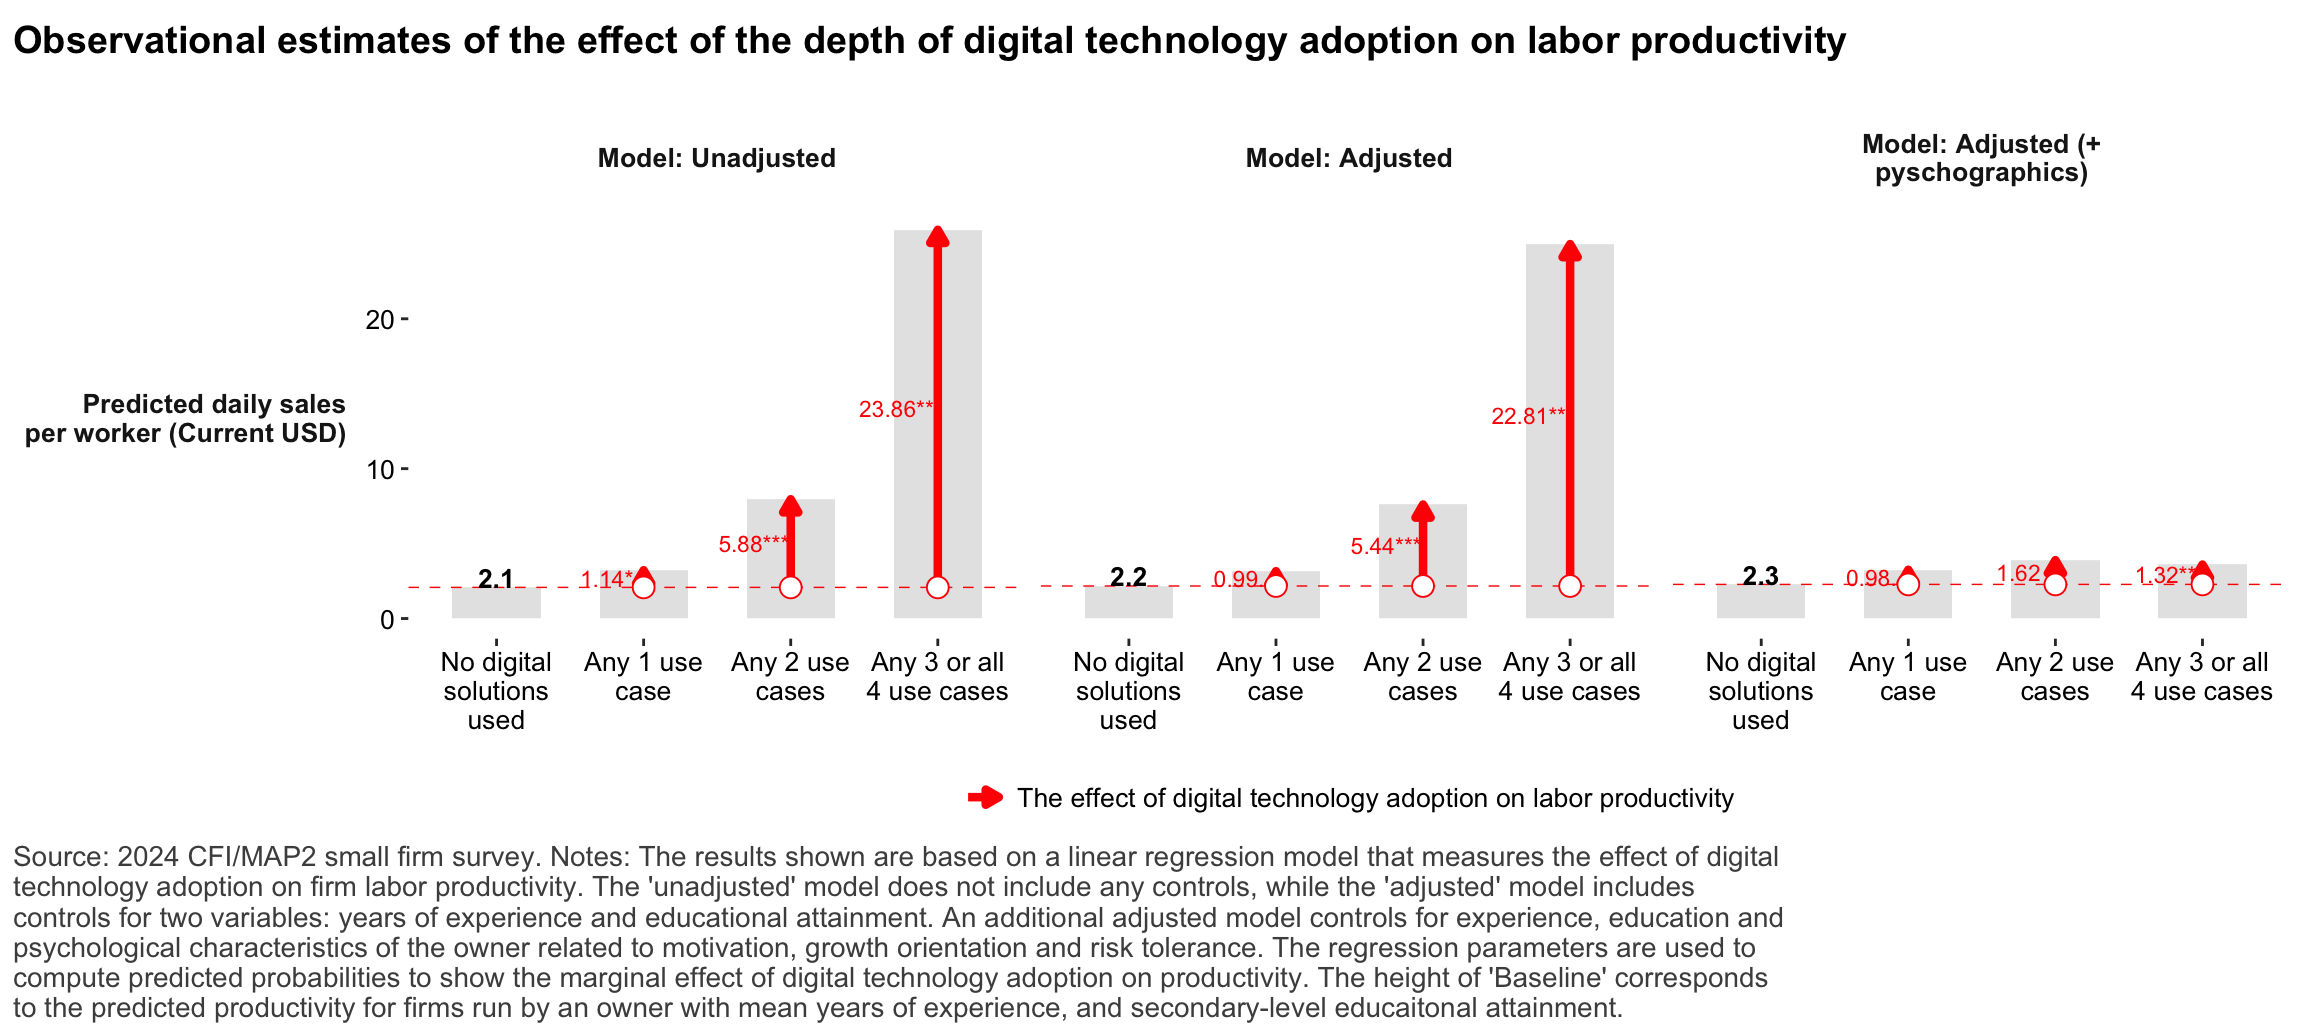 Observational estimates of the effect of the depth of digital technology adoption on labor productivity
Model: Unadjusted
Model: Adjusted
Model: Adjusted (+
pyschographics)
Predicted daily sales
per worker (Current USD)
20
10
0
2.1
1.14*
5.88***
23.86**
2.2
0.99
5.44***
22.81**
2.3
0.98
1.62
1.32**
No digital
solutions
used
Any 1 use
case
Any 2 use
cases
Any 3 or all
4 use cases
No digital
solutions
used
Any 1 use
case
Any 2 use
cases
Any 3 or all
4 use cases
No digital
solutions
used
Any 1 use
case
Any 2 use
cases
Any 3 or all
4 use cases
The effect of digital technology adoption on labor productivity
Source: 2024 CFI/MAP2 small firm survey. Notes: The results shown are based on a linear regression model that measures the effect of digital
technology adoption on firm labor productivity. The 'unadjusted' model does not include any controls, while the 'adjusted' model includes
controls for two variables: years of experience and educational attainment. An additional adjusted model controls for experience, education and
psychological characteristics of the owner related to motivation, growth orientation and risk tolerance. The regression parameters are used to
compute predicted probabilities to show the marginal effect of digital technology adoption on productivity. The height of 'Baseline' corresponds
to the predicted productivity for firms run by an owner with mean years of experience, and secondary-level educaitonal attainment.